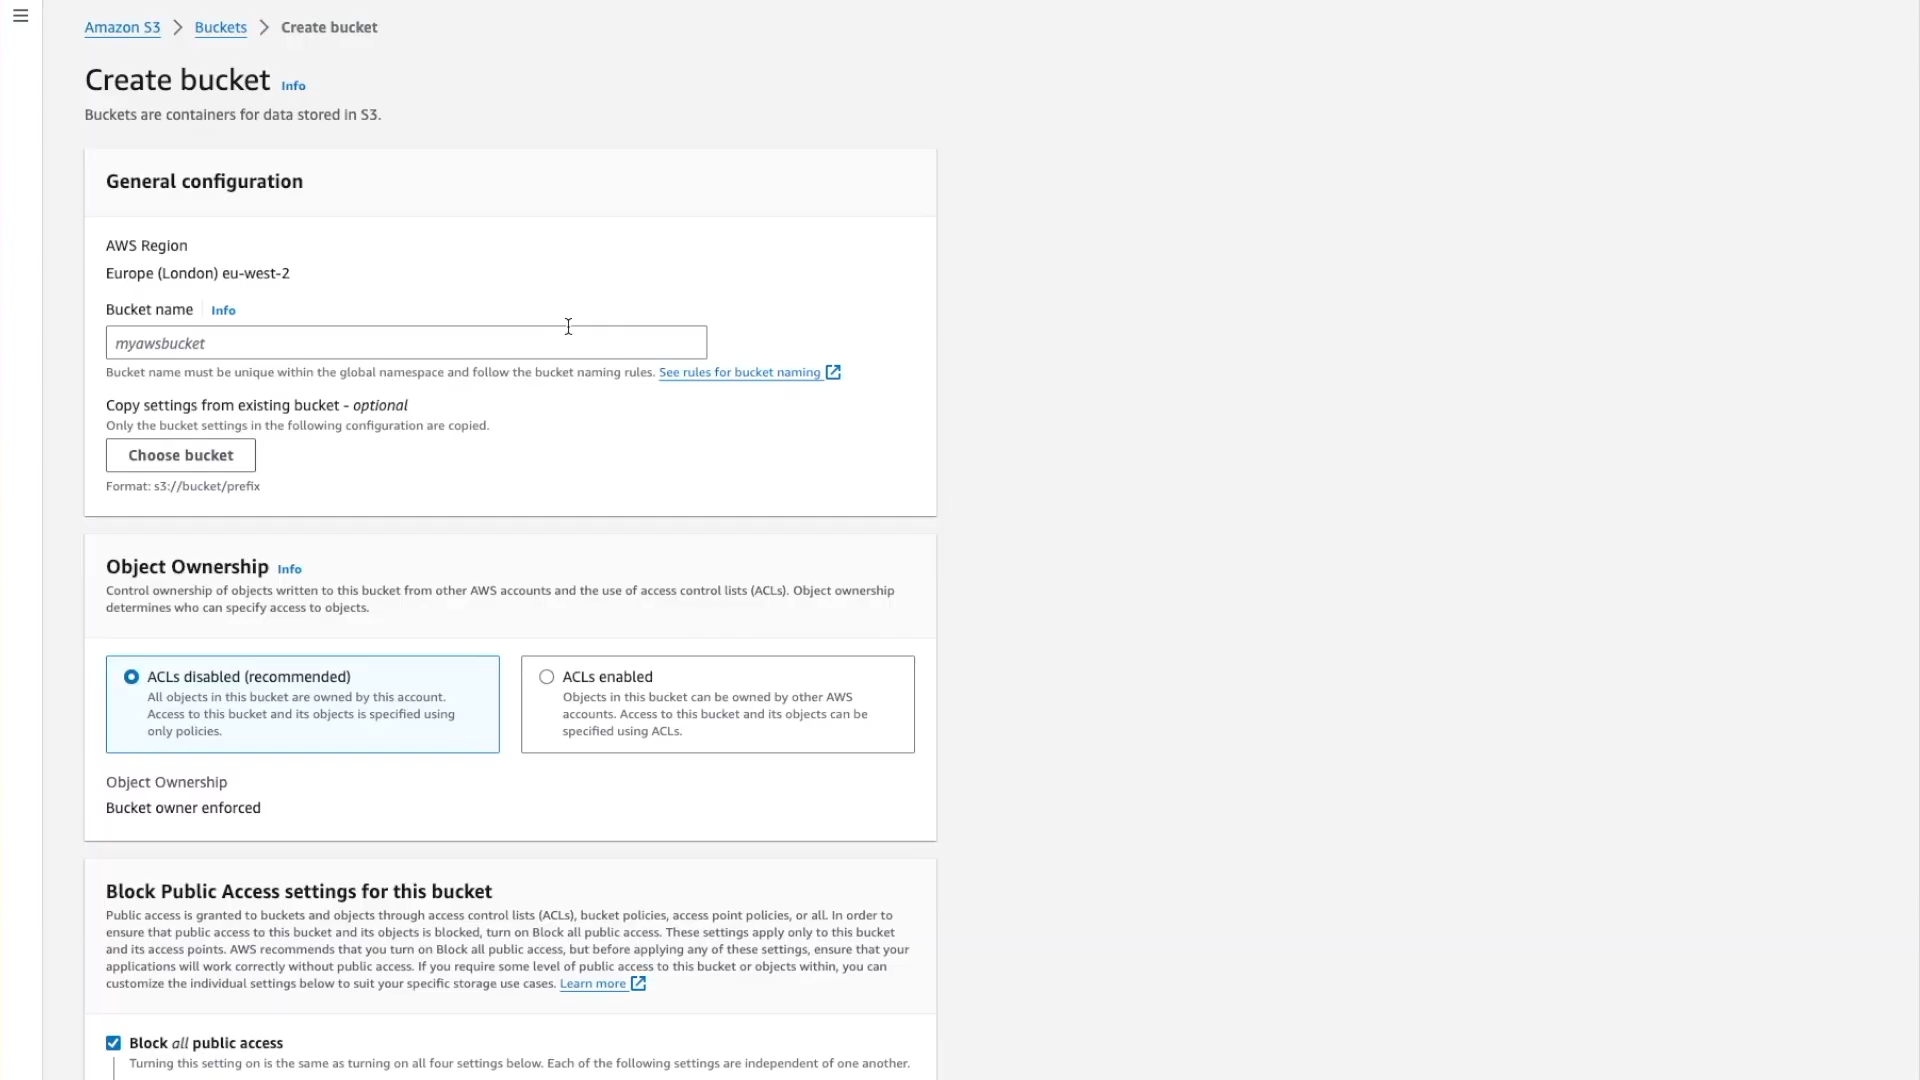 Amazon S3 > Buckets > Create bucket
Create bucket Info
Buckets are containers for data stored in S3.
General configuration
AWS Region
Europe (London) eu-west-2
Bucket name Info
myawsbucket
Bucket name must be unique within the global namespace and follow the bucket naming rules. See rules for bucket naming
Copy settings from existing bucket - optional
Only the bucket settings in the following configuration are copied.
Choose bucket
Format: s3://bucket/prefix
Object Ownership Info
Control ownership of objects written to this bucket from other AWS accounts and the use of access control lists (ACLs). Object ownership
determines who can specify access to objects.
ACLs disabled (recommended)
All objects in this bucket are owned by this account.
Access to this bucket and its objects is specified using
only policies.
ACLs enabled
Objects in this bucket can be owned by other AWS
accounts. Access to this bucket and its objects can be
specified using ACLs.
Object Ownership
Bucket owner enforced
Block Public Access settings for this bucket
Public access is granted to buckets and objects through access control lists (ACLs), bucket policies, access point policies, or all. In order to
ensure that public access to this bucket and its objects is blocked, turn on Block all public access. These settings apply only to this bucket
and its access points. AWS recommends that you turn on Block all public access, but before applying any of these settings, ensure that your
applications will work correctly without public access. If you require some level of public access to this bucket or objects within, you can
customize the individual settings below to suit your specific storage use cases. Learn more
Block all public access
Turning this setting on is the same as turning on all four settings below. Each of the following settings are independent of one another.